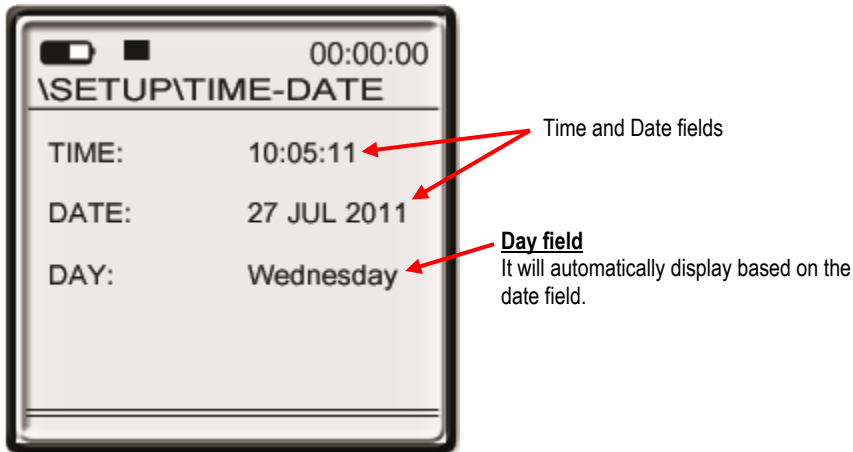 00:00:00
\SETUP\TIME-DATE
TIME: 10:05:11
Time and Date fields
DATE: 27 JUL 2011
DAY: Wednesday
Day field
It will automatically display based on the
date field.